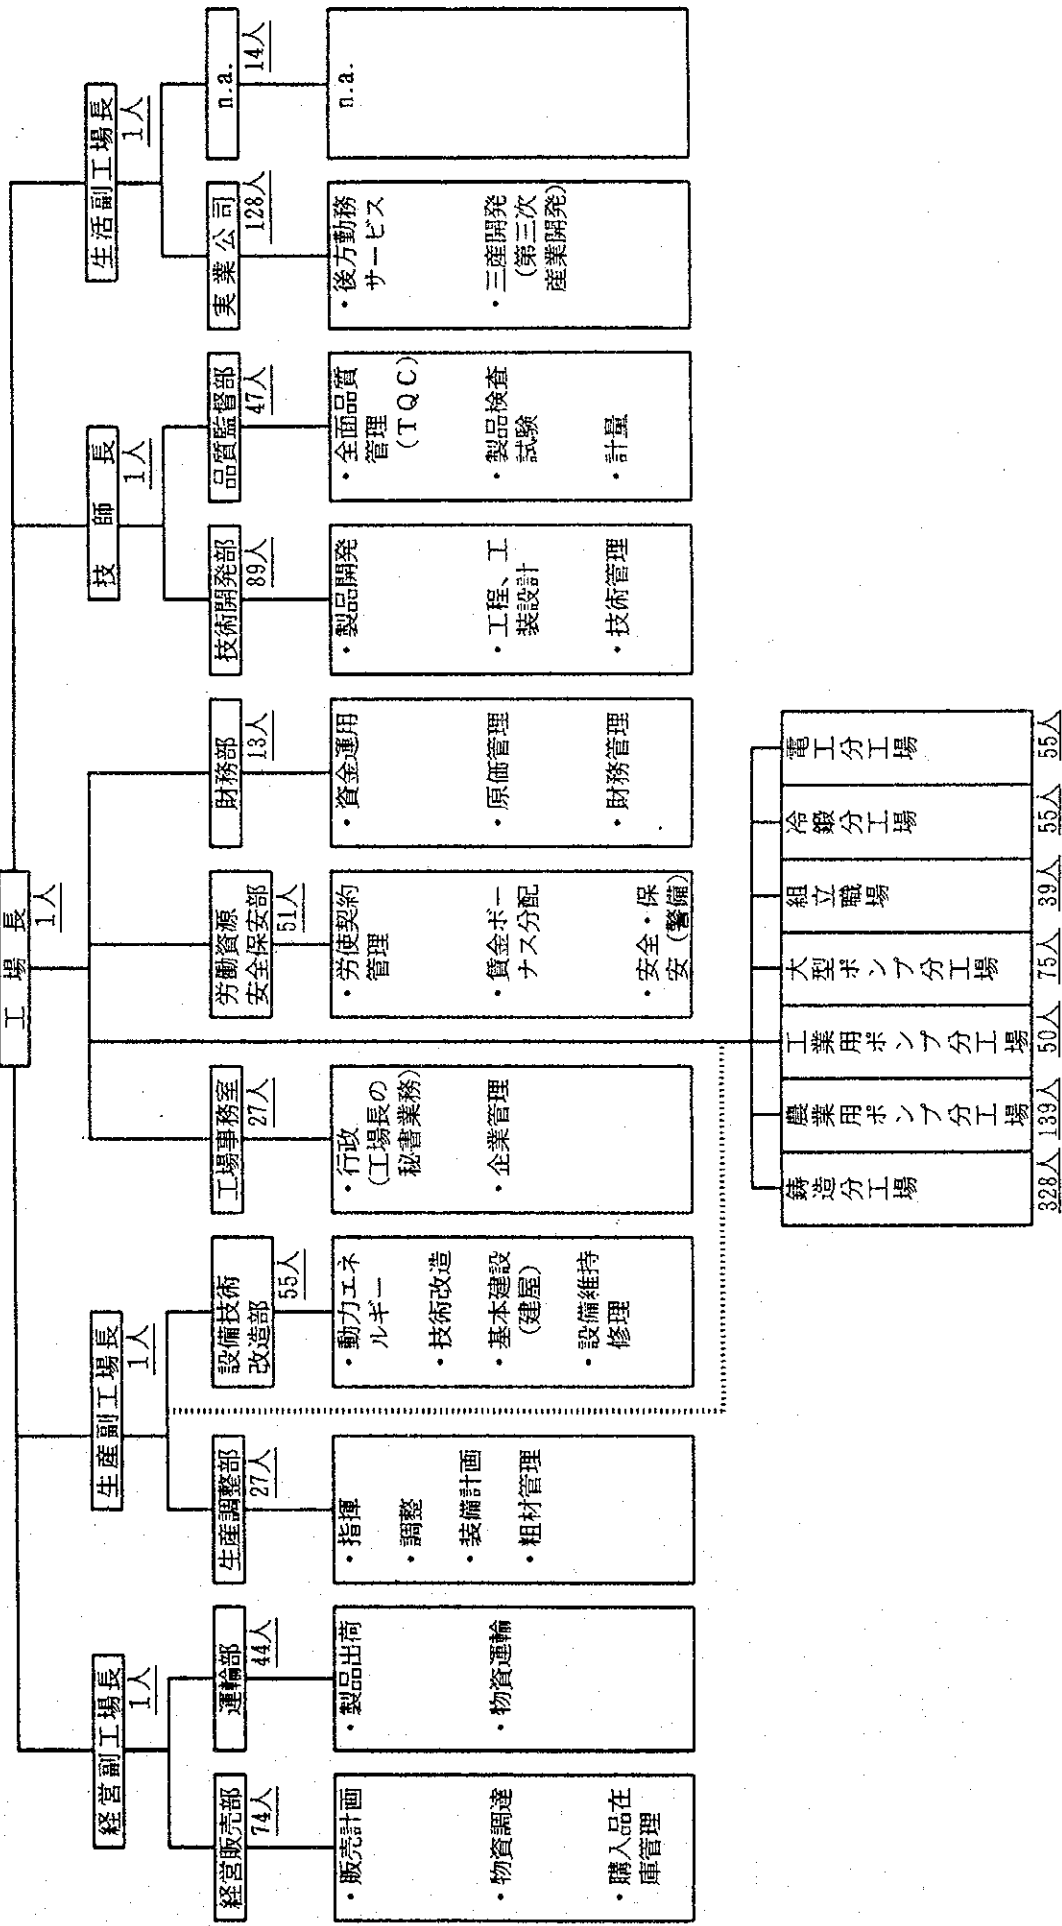 工場長
1人
経営副工場長
1人
生産副工場長
1人
技師長
1人
生活副工場長
1人
経営販売部
74人
・販売計画
・物資調達
・購入品在
庫管理
運輸部
44人
・製品出荷
・物資運輸
生産調整部
27人
・指揮
・調整
・装備計画
・粗材管理
設備技術
改造部
55人
・動力エネ
ルギー
・技術改造
・基本建設
(建屋)
・設備維持
修理
工場事務室
27人
・行政
(工場長の
秘書業務)
・企業管理
労働資源
安全保安部
51人
・労使契約
管理
・賃金ボー
ナス分配
・安全・保
安(警備)
財務部
13人
・資金運用
・原価管理
・財務管理
技術開発部
89人
・製品開発
・工程、工
装設計
・技術管理
品質監督部
47人
・全面品質
管理
(TQC)
・製品検査
試験
・計量
実業公司
128人
・後方勤務
サービス
・三産開発
(第三次
産業開発)
n.a.
14人
n.a.
鋳造分工場
328人
農業用ポンプ分工場
139人
工業用ポンプ分工場
50人
大型ポンプ分工場
75人
組立職場
39人
冷鍛分工場
55人
電工分工場
55人